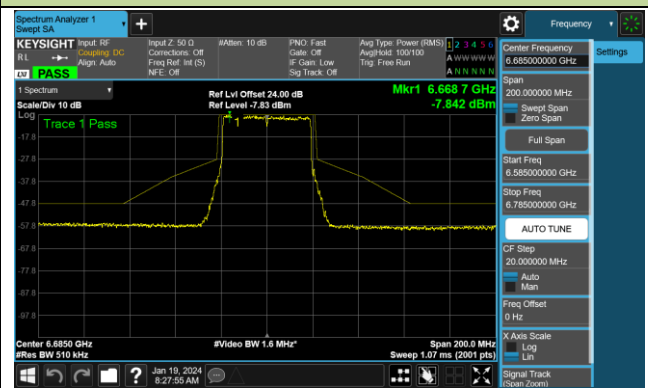 Spectrum Analyzer 1
Swept SA
Frequency
KEYSIGHT
Input: RF
Input Z: 50 Ω
#Atten: 10 dB
PNO: Fast
Avg Type: Power (RMS)
1 2 3 4 5 6
RL
Coupling: DC
Corrections: Off
Gate: Off
Avg|Hold: 100/100
A W W W W W
Align: Auto
Freq Ref: Int (S)
IF Gain: Low
Trig: Free Run
LXI
PASS
NFE: Off
Sig Track: Off
A N N N N N
1 Spectrum
Ref Lvl Offset 24.00 dB
Mkr1 6.668 7 GHz
Scale/Div 10 dB
Ref Level -7.83 dBm
-7.842 dBm
Log
Trace 1 Pass
1
-17.8
-27.8
-37.8
-47.8
-57.8
-67.8
-77.8
-87.8
-97.8
Center 6.6850 GHz
#Video BW 1.6 MHz*
Span 200.0 MHz
#Res BW 510 kHz
Sweep 1.07 ms (2001 pts)
Jan 19, 2024
8:27:55 AM
Center Frequency
6.685000000 GHz
Settings
Span
200.000000 MHz
Swept Span
Zero Span
Full Span
Start Freq
6.585000000 GHz
Stop Freq
6.785000000 GHz
AUTO TUNE
CF Step
20.000000 MHz
Auto
Man
Freq Offset
0 Hz
X Axis Scale
Log
Lin
Signal Track
(Span Zoom)